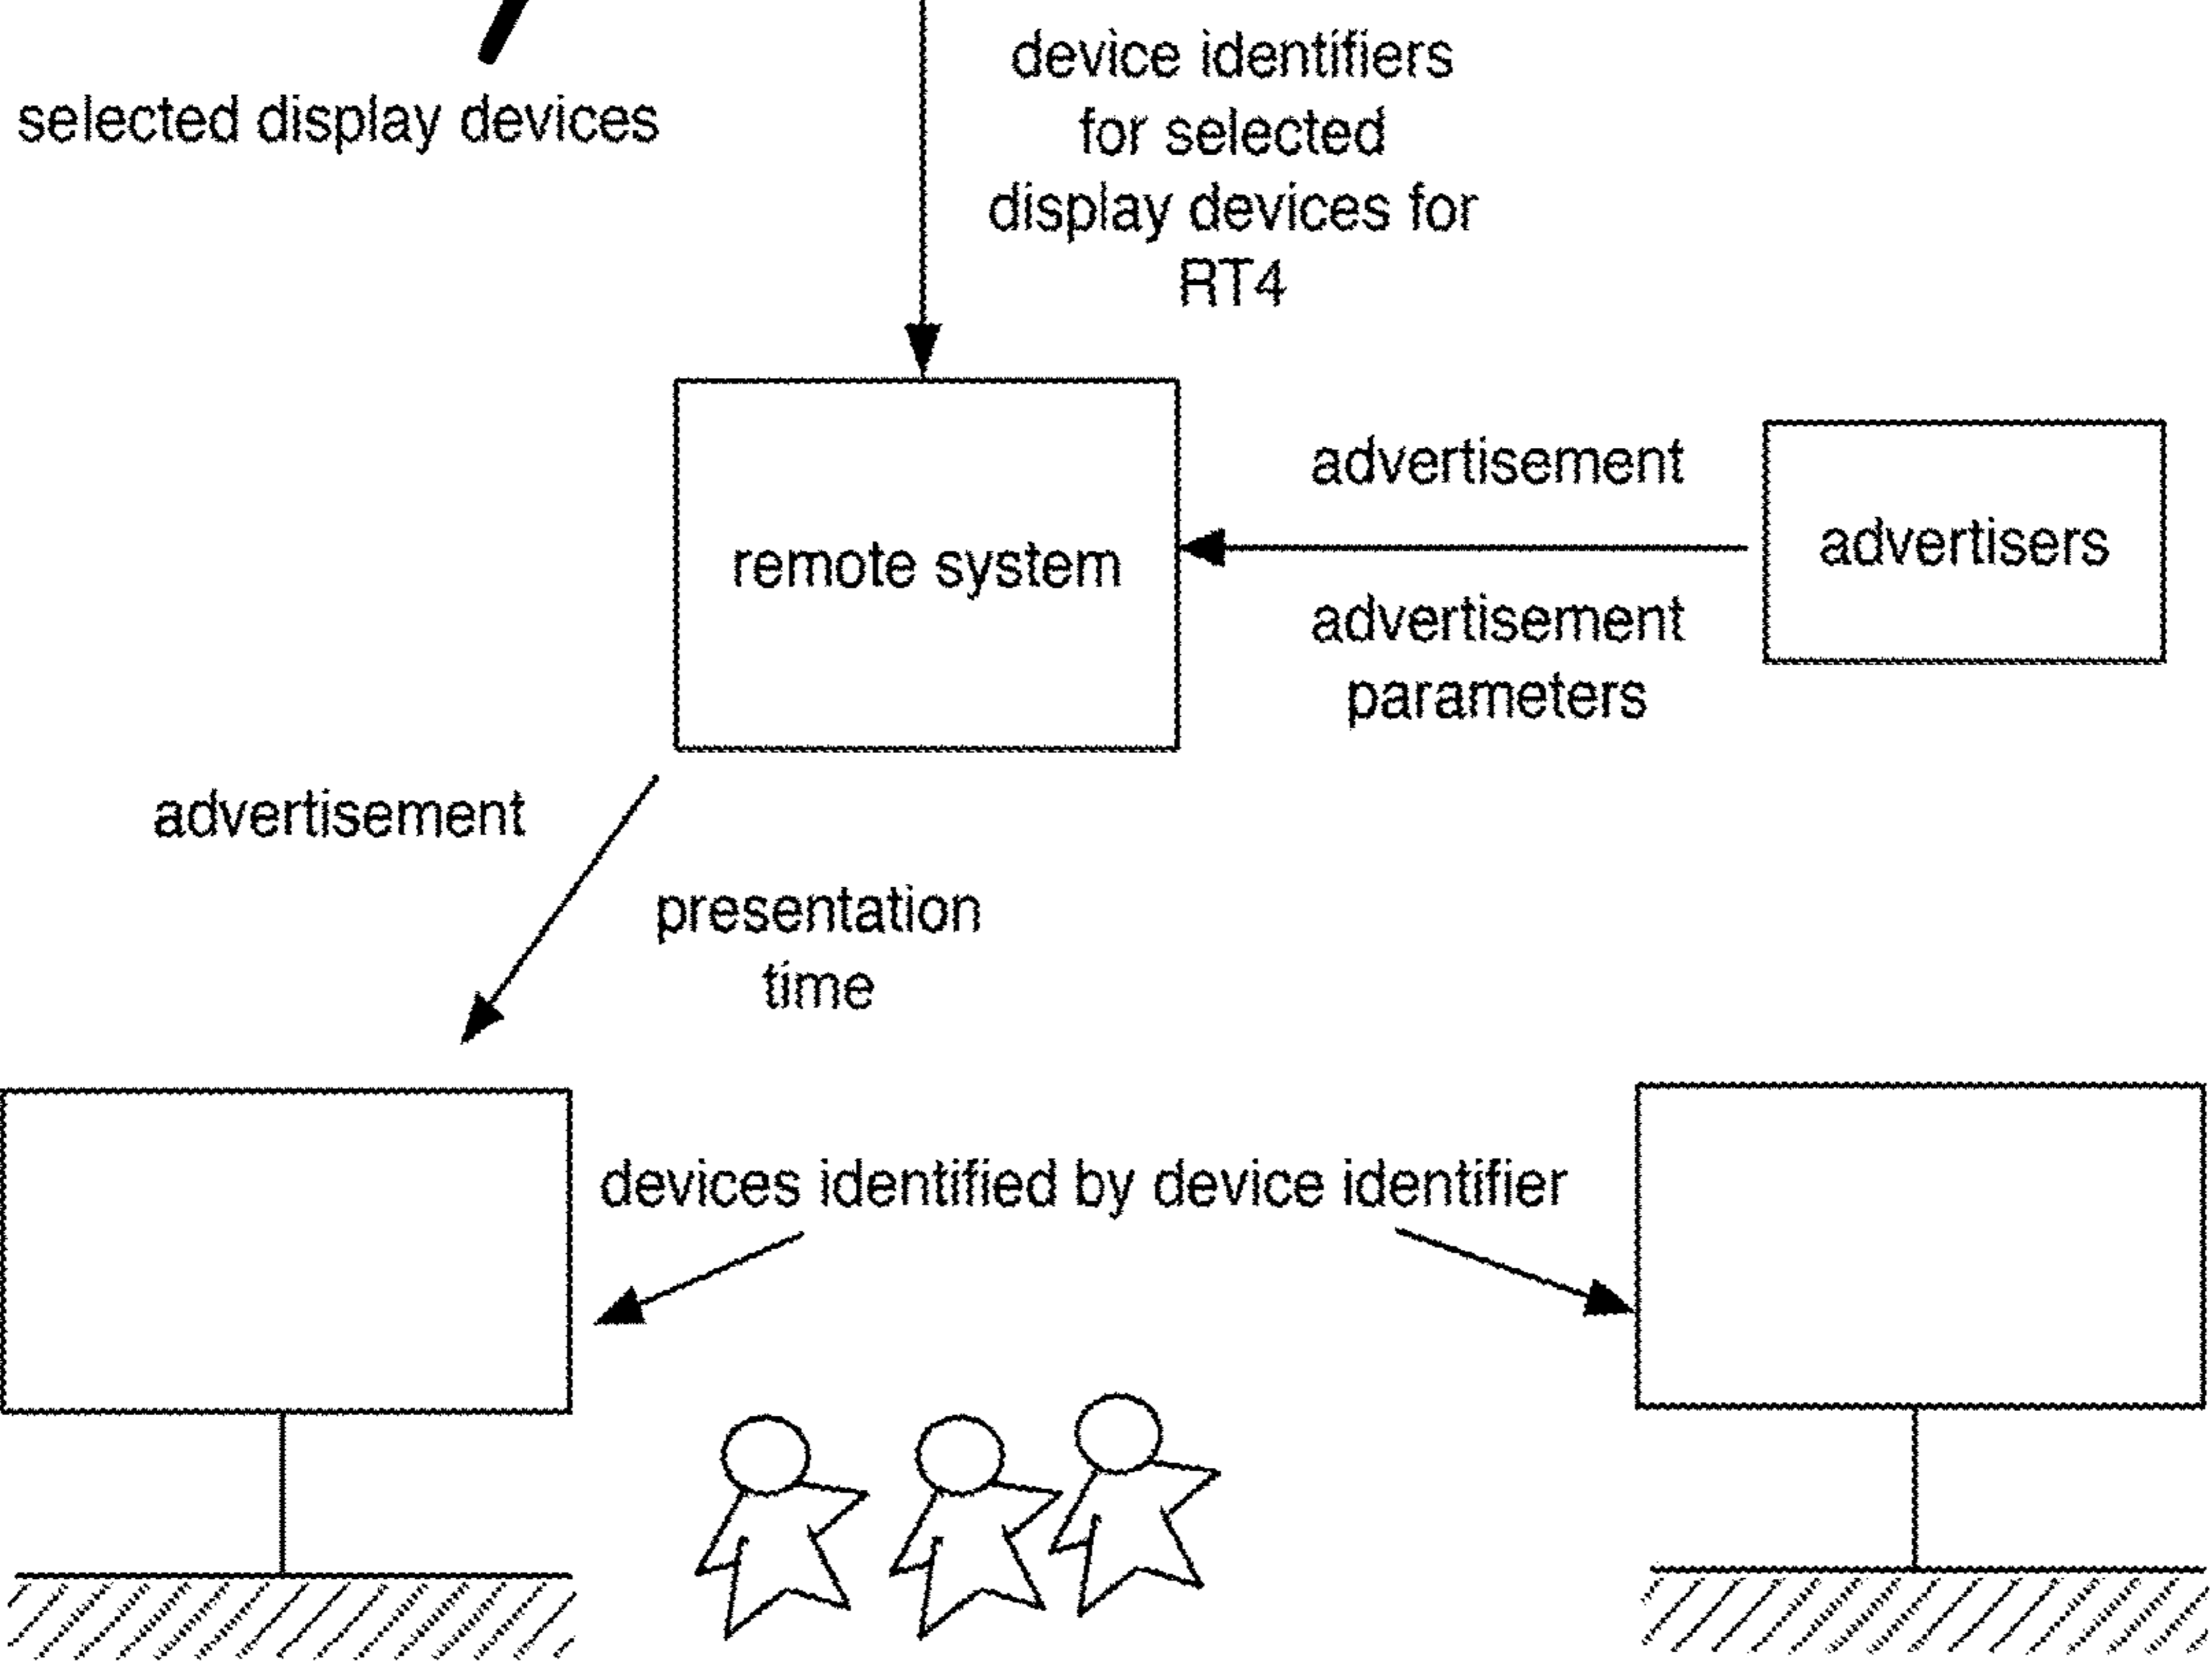 device identifiers
for selected
display devices for
RT4
selected display devices
remote system
advertisement
advertisement
parameters
advertisers
advertisement
presentation
time
devices identified by device identifier